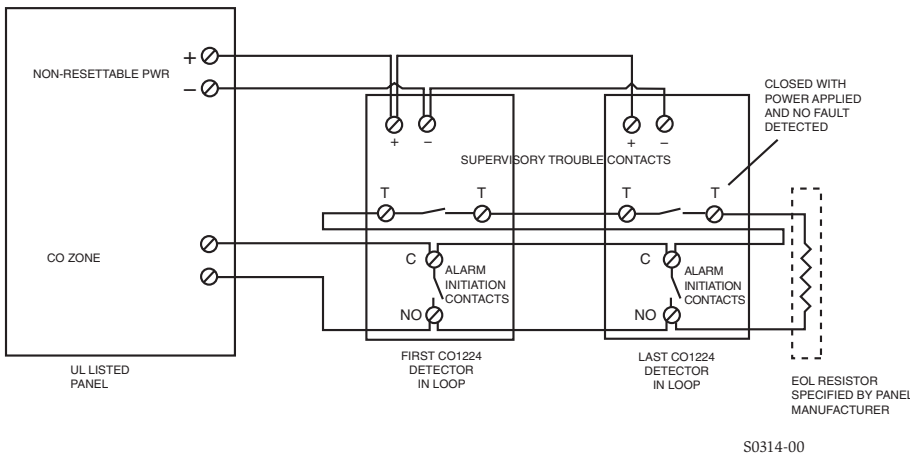 +
NON-RESETTABLE PWR
–
CLOSED WITH
POWER APPLIED
AND NO FAULT
DETECTED
+ –
+ –
SUPERVISORY TROUBLE CONTACTS
T T
T T
CO ZONE
C
ALARM
INITIATION
CONTACTS
NO
C
ALARM
INITIATION
CONTACTS
NO
UL LISTED
PANEL
FIRST CO1224
DETECTOR
IN LOOP
LAST CO1224
DETECTOR
IN LOOP
EOL RESISTOR
SPECIFIED BY PANEL
MANUFACTURER
S0314-00